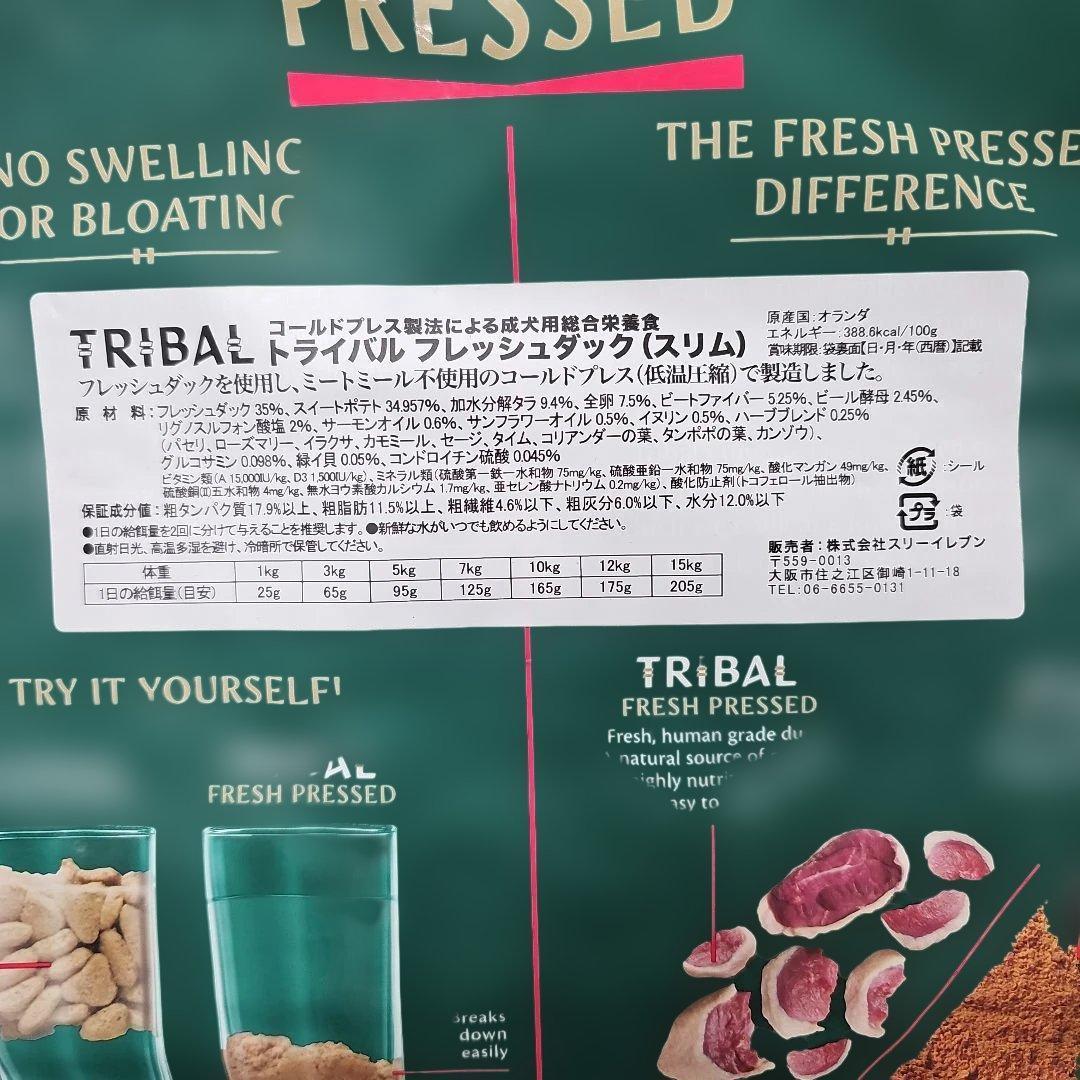 PRESSED
NO SWELLING
OR BLOATING
THE FRESH PRESSE
DIFFERENCE
TRIBAL
コールドプレス製法による成犬用総合栄養食
トライバル フレッシュダック(スリム)
原産国:オランダ
エネルギー:388.6kcal/100g
賞味期限:袋裏面【日・月・年(西暦)】記載
フレッシュダックを使用し、ミートミール不使用のコールドプレス(低温圧縮)で製造しました。
原材料:フレッシュダック 35%、スイートポテト 34.957%、加水分解タラ 9.4%、全卵 7.5%、ビートファイバー 5.25%、ビール酵母 2.45%、
リグノスルフォン酸塩 2%、サーモンオイル 0.6%、サンフラワーオイル 0.5%、イヌリン 0.5%、ハーブブレンド 0.25%
(パセリ、ローズマリー、イラクサ、カモミール、セージ、タイム、コリアンダーの葉、タンポポの葉、カンゾウ)、
グルコサミン 0.098%、緑イ貝 0.05%、コンドロイチン硫酸 0.045%
ビタミン類(A 15,000IU/kg、D3 1,500IU/kg)、ミネラル類(硫酸第一鉄一水和物 75mg/kg、硫酸亜鉛一水和物 75mg/kg、酸化マンガン 49mg/kg、
硫酸銅(II)五水和物 4mg/kg、無水ヨウ素酸カルシウム 1.7mg/kg、亜セレン酸ナトリウム 0.2mg/kg)、酸化防止剤(トコフェロール抽出物)
紙:シール
プラ:袋
保証成分値:粗タンパク質17.9%以上、粗脂肪11.5%以上、粗繊維4.6%以下、粗灰分6.0%以下、水分12.0%以下
●1日の給餌量を2回に分けて与えることを推奨します。●新鮮な水がいつでも飲めるようにしてください。
●直射日光、高温多湿を避け、冷暗所で保管してください。
体重 1kg 3kg 5kg 7kg 10kg 12kg 15kg
1日の給餌量(目安) 25g 65g 95g 125g 165g 175g 205g
販売者:株式会社スリーイレブン
〒559-0013
大阪市住之江区御崎1-11-18
TEL:06-6655-0131
TRY IT YOURSELF!
AL
FRESH PRESSED
Breaks
down
easily
TRIBAL
FRESH PRESSED
Fresh, human grade du
natural source of
highly nutri
asy to